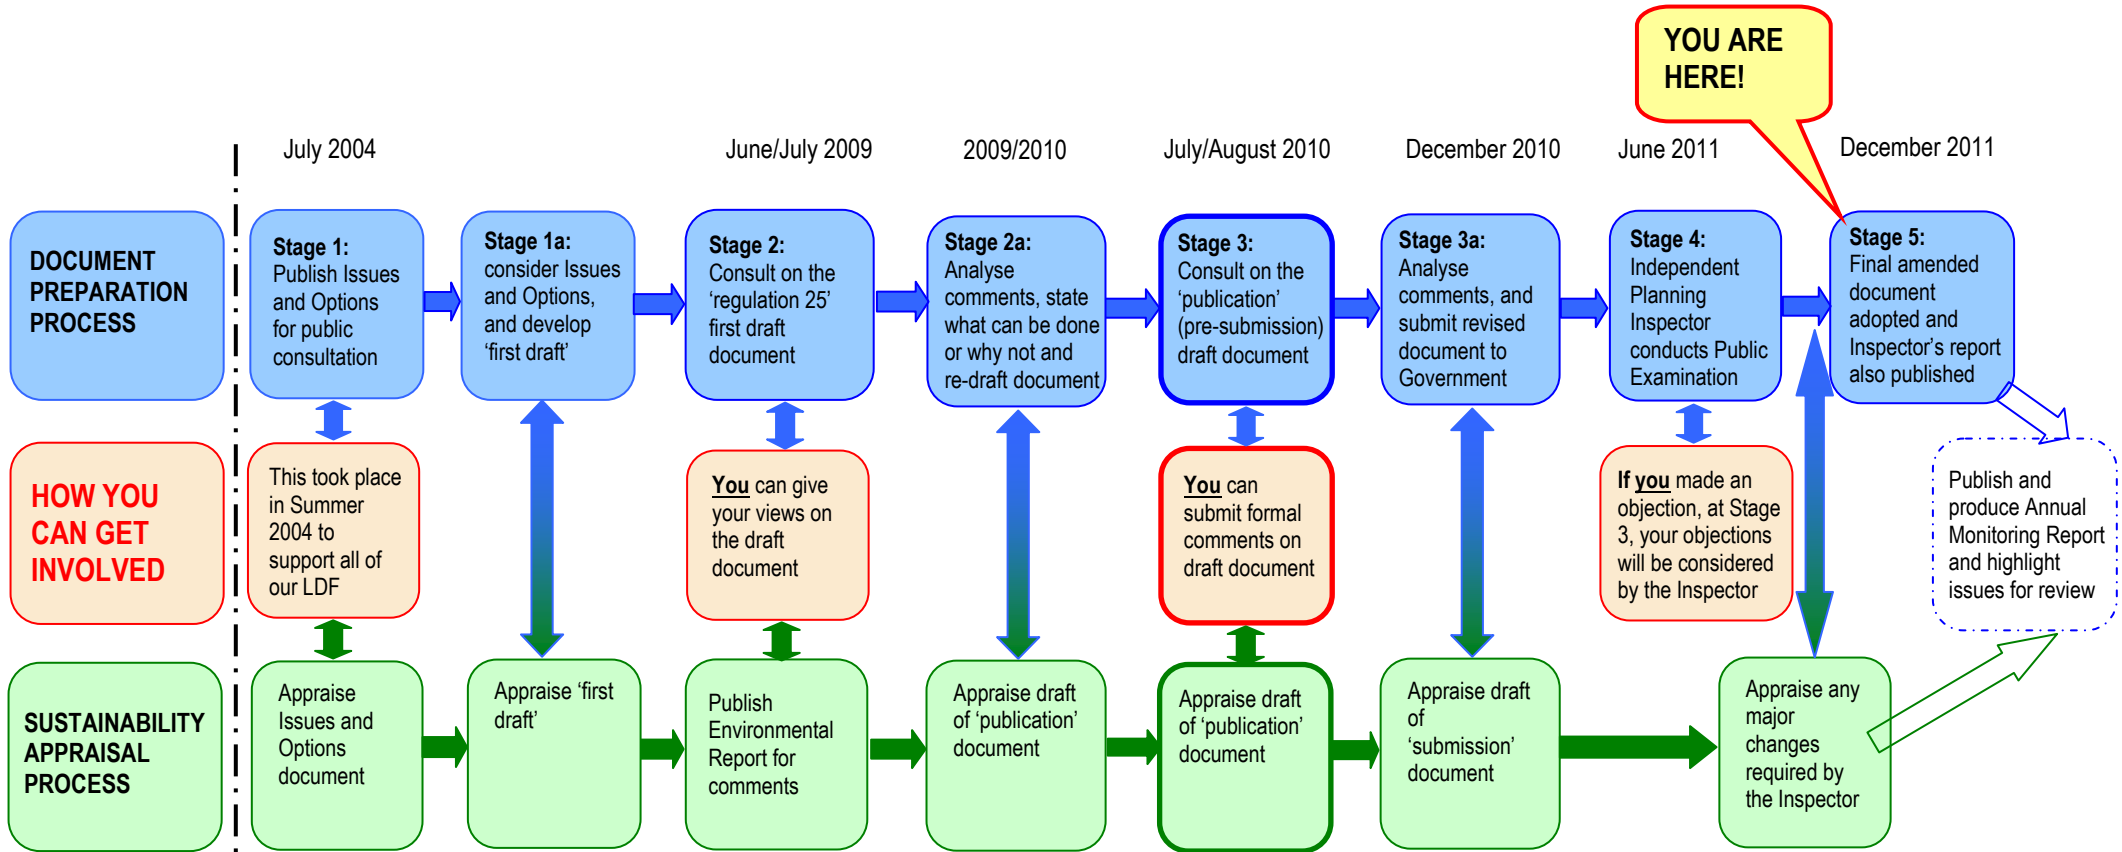 YOU ARE
HERE!
July 2004
June/July 2009
2009/2010
July/August 2010
December 2010
June 2011
December 2011
DOCUMENT
PREPARATION
PROCESS
Stage 1:
Publish Issues
and Options
for public
consultation
Stage 1a:
consider Issues
and Options,
and develop
‘first draft’
Stage 2:
Consult on the
‘regulation 25’
first draft
document
Stage 2a:
Analyse
comments, state
what can be done
or why not and
re-draft document
Stage 3:
Consult on the
‘publication’
(pre-submission)
draft document
Stage 3a:
Analyse
comments, and
submit revised
document to
Government
Stage 4:
Independent
Planning
Inspector
conducts Public
Examination
Stage 5:
Final amended
document
adopted and
Inspector’s report
also published
HOW YOU
CAN GET
INVOLVED
This took place
in Summer
2004 to
support all of
our LDF
You can give
your views on
the draft
document
You can
submit formal
comments on
draft document
If you made an
objection, at Stage
3, your objections
will be considered
by the Inspector
Publish and
produce Annual
Monitoring Report
and highlight
issues for review
SUSTAINABILITY
APPRAISAL
PROCESS
Appraise
Issues and
Options
document
Appraise ‘first
draft’
Publish
Environmental
Report for
comments
Appraise draft
of ‘publication’
document
Appraise draft
of ‘publication’
document
Appraise draft
of
‘submission’
document
Appraise any
major
changes
required by
the Inspector